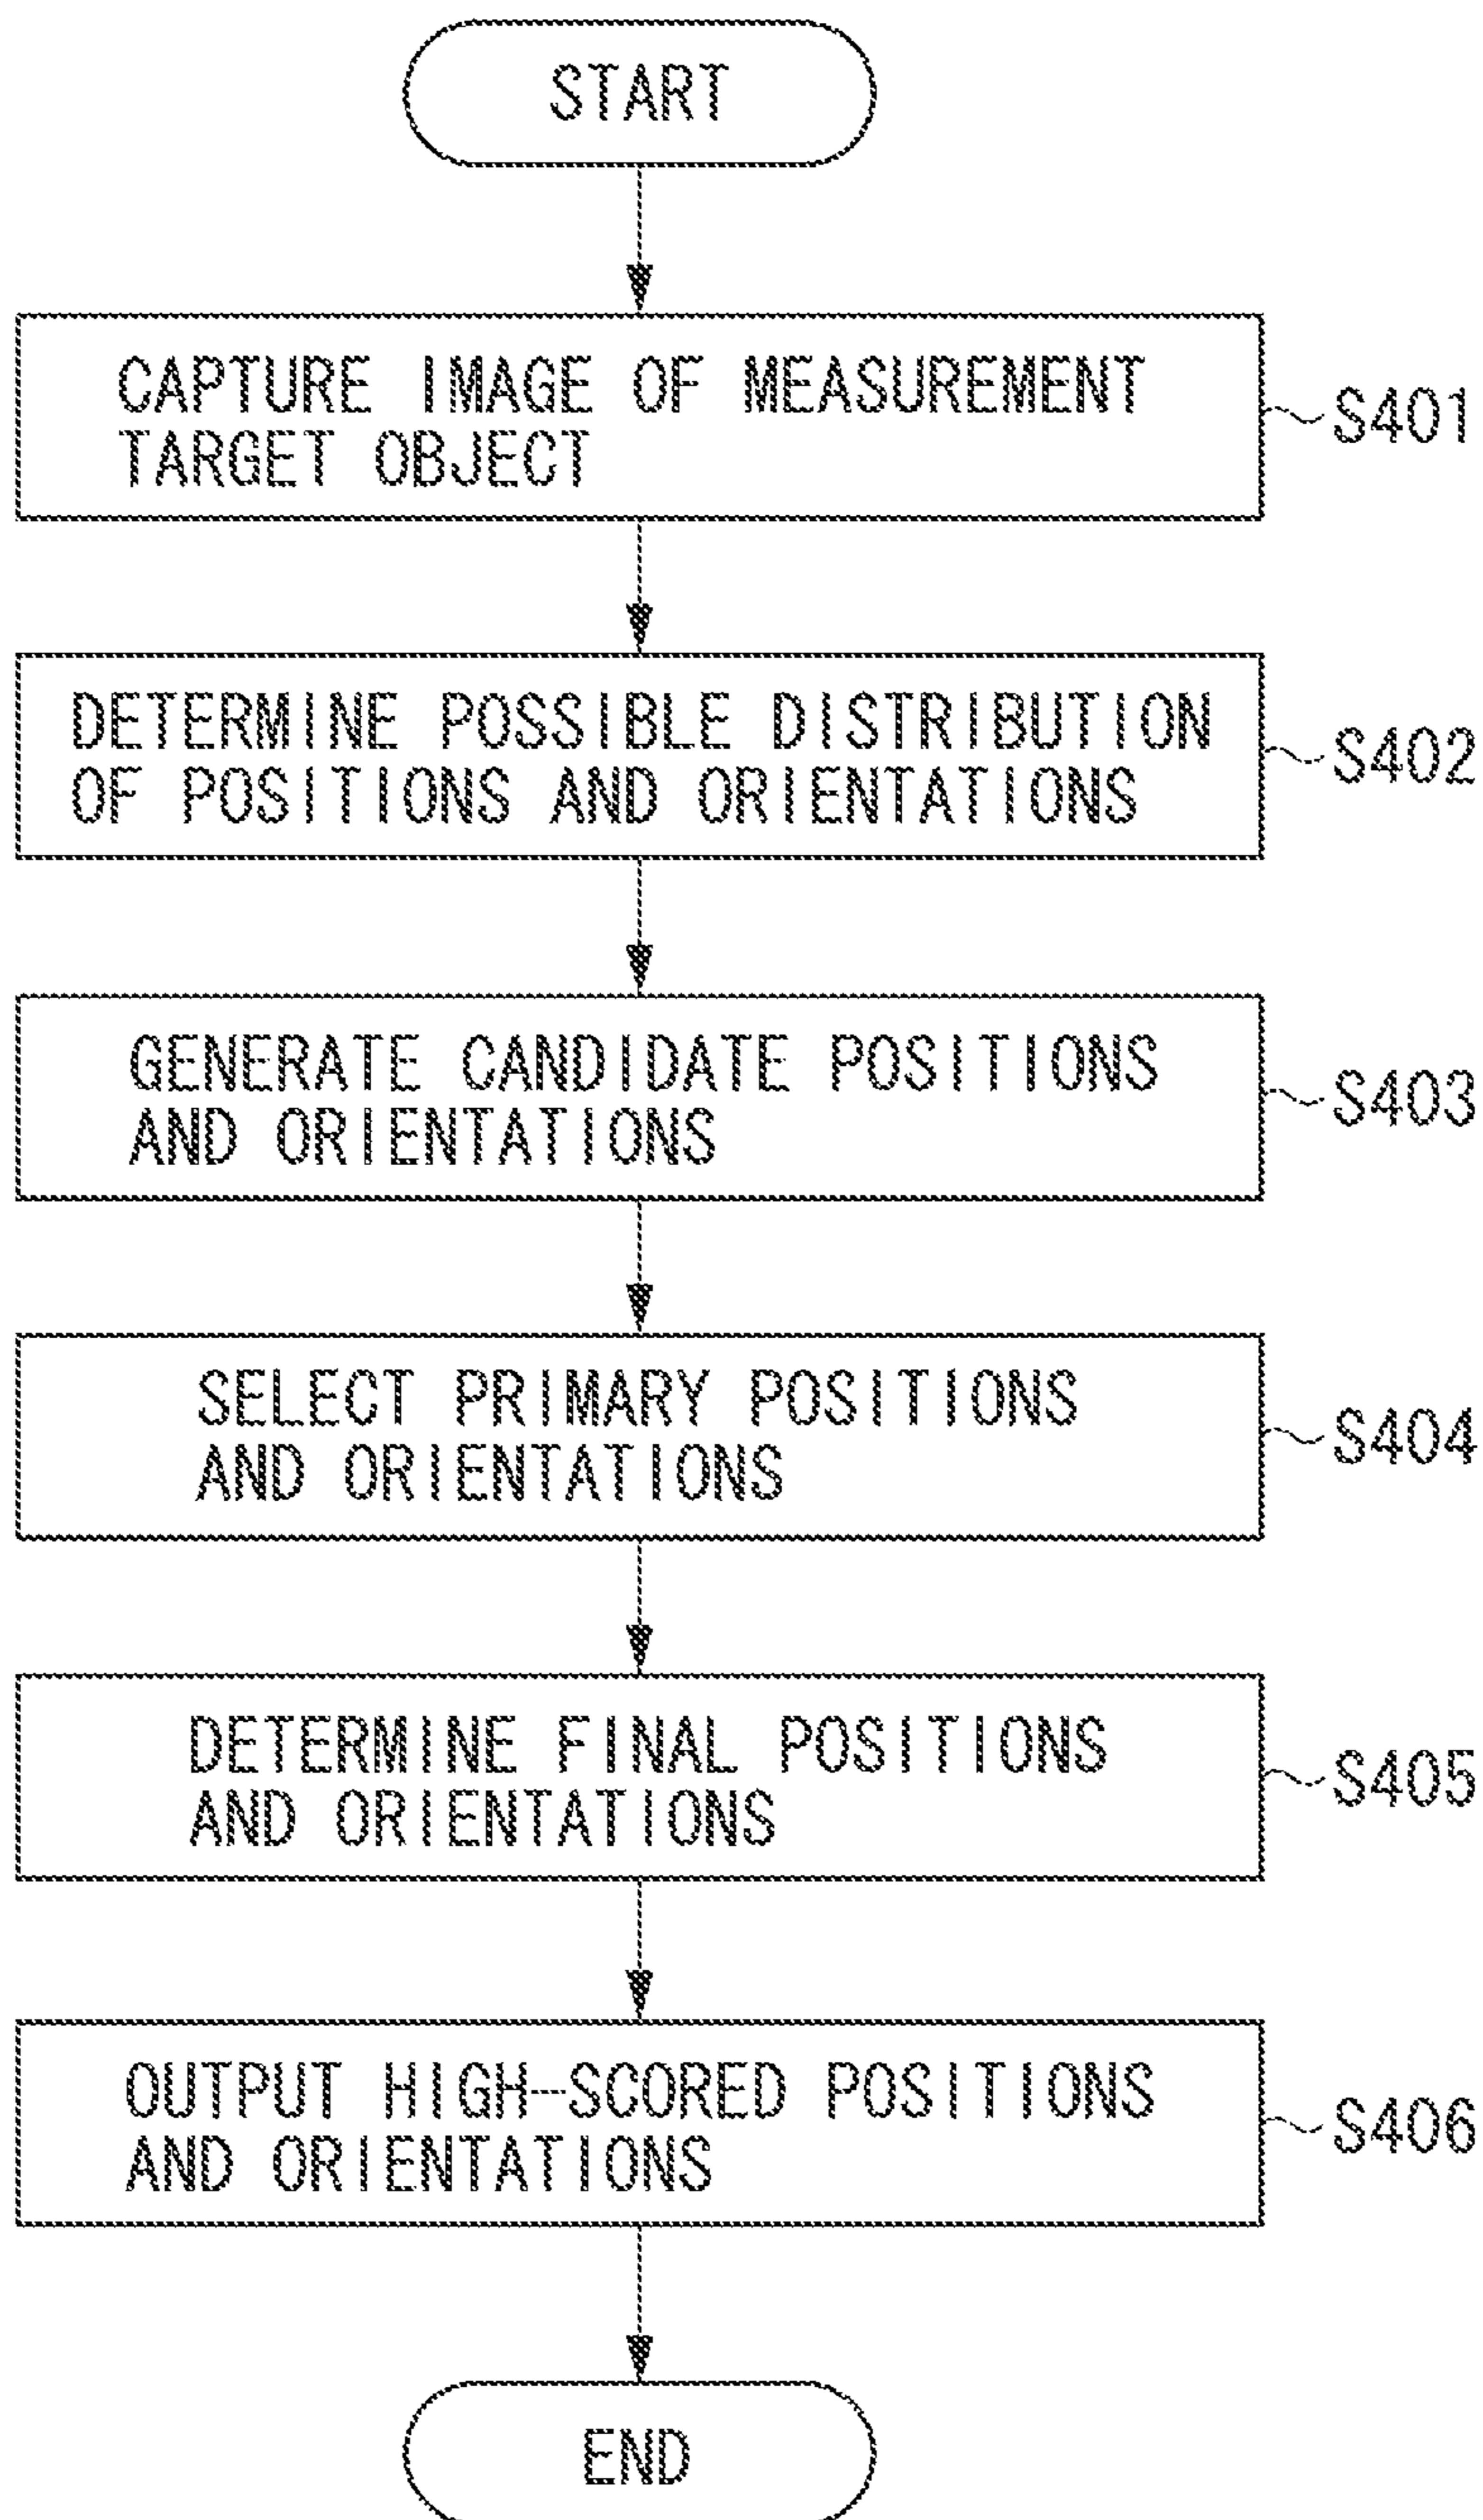 START
CAPTURE IMAGE OF MEASUREMENT
TARGET OBJECT
S401
DETERMINE POSSIBLE DISTRIBUTION
OF POSITIONS AND ORIENTATIONS
S402
GENERATE CANDIDATE POSITIONS
AND ORIENTATIONS
S403
SELECT PRIMARY POSITIONS
AND ORIENTATIONS
S404
DETERMINE FINAL POSITIONS
AND ORIENTATIONS
S405
OUTPUT HIGH-SCORED POSITIONS
AND ORIENTATIONS
S406
END